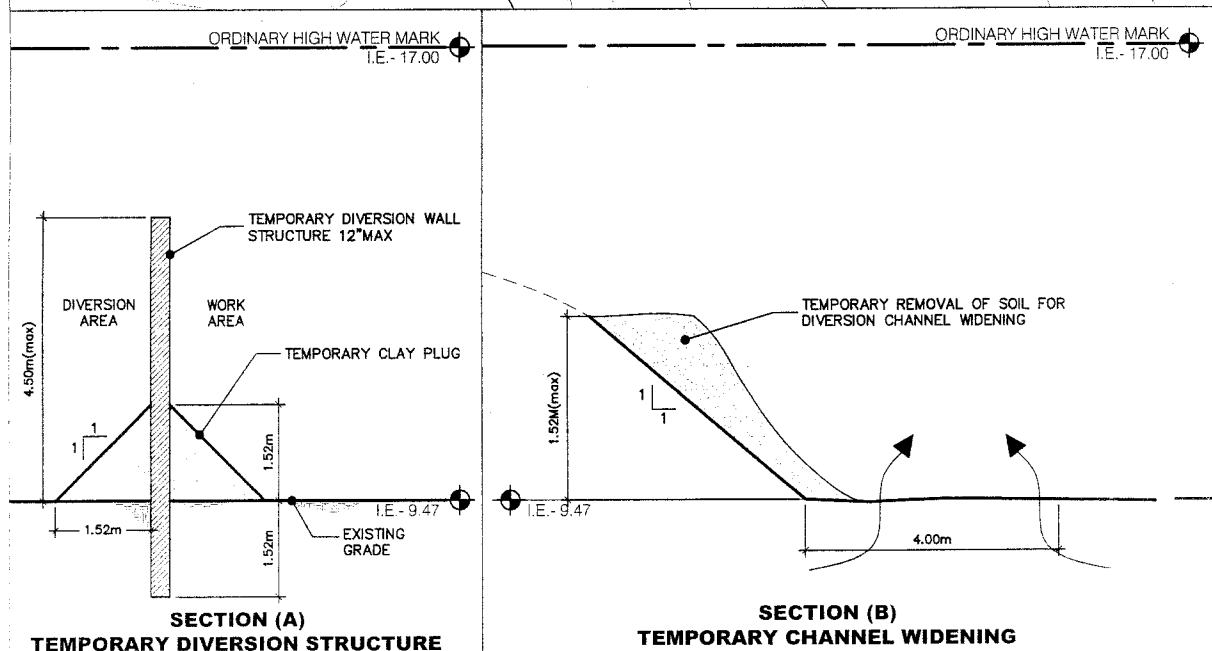 ORDINARY HIGH WATER MARK
I.E.- 17.00
TEMPORARY DIVERSION WALL
STRUCTURE 12"MAX
DIVERSION
AREA
WORK
AREA
TEMPORARY CLAY PLUG
4.50m(max)
1
1
1.52m
1.52m
1.52m
I.E.- 9.47
EXISTING
GRADE
SECTION (A)
TEMPORARY DIVERSION STRUCTURE
ORDINARY HIGH WATER MARK
I.E.- 17.00
TEMPORARY REMOVAL OF SOIL FOR
DIVERSION CHANNEL WIDENING
1.52M(max)
1
1
I.E.- 9.47
4.00m
SECTION (B)
TEMPORARY CHANNEL WIDENING